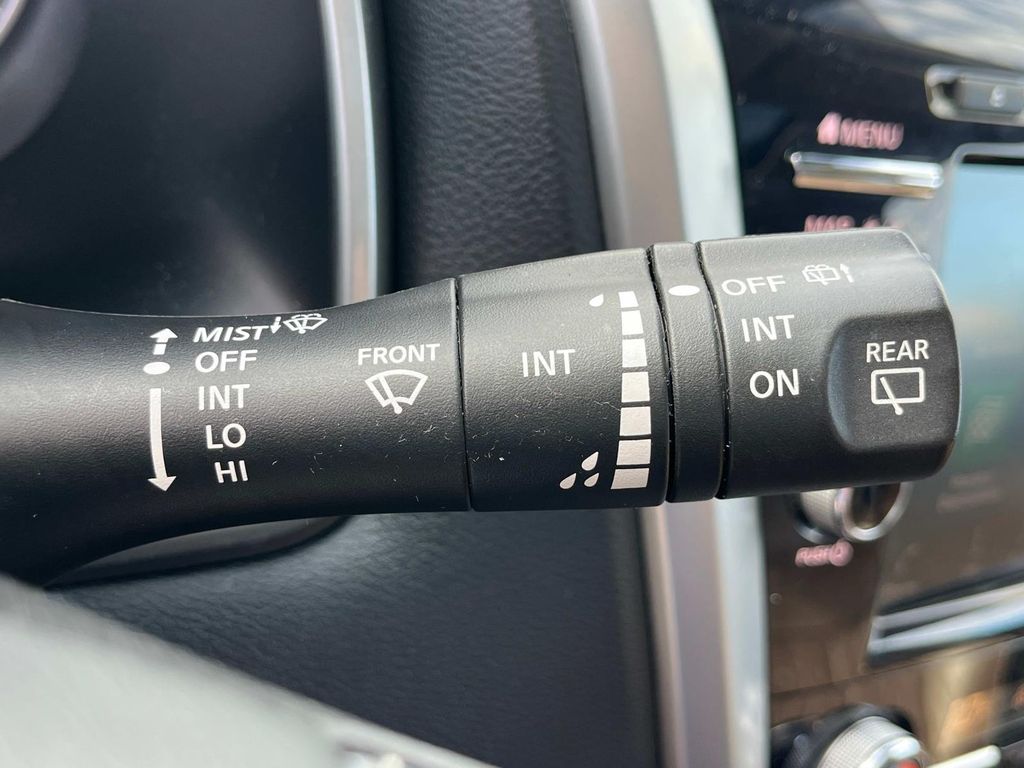 MENU
MIST
OFF
INT
LO
HI
FRONT
INT
OFF
INT
ON
REAR